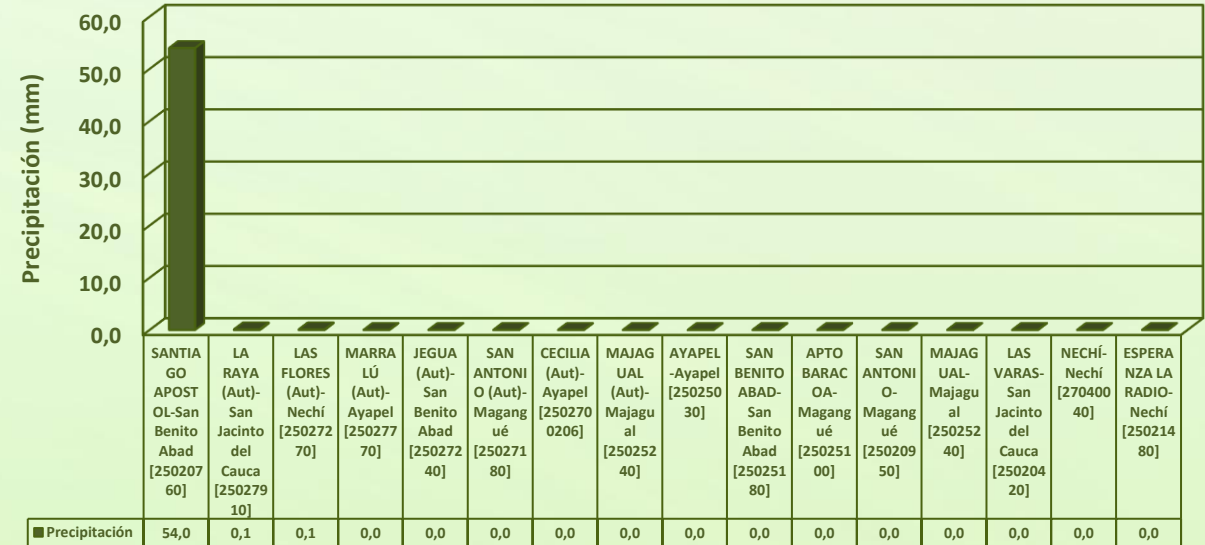 60,0
50,0
40,0
30,0
20,0
10,0
0,0
Precipitación (mm)
SANTIA
GO
APOST
OL-San
Benito
Abad
[250207
60]
LA
RAYA
(Aut)-
San
Jacinto
del
Cauca
[250279
10]
LAS
FLORES
(Aut)-
Nechí
[250272
70]
MARRA
LÚ
(Aut)-
Ayapel
[250277
70]
JEGUA
(Aut)-
San
Benito
Abad
[250272
40]
SAN
ANTONI
O (Aut)-
Magang
ué
[250271
80]
CECILIA
(Aut)-
Ayapel
[250270
0206]
MAJAG
UAL
(Aut)-
Majagu
al
[250252
40]
AYAPEL
-Ayapel
[250250
30]
SAN
BENITO
ABAD-
San
Benito
Abad
[250251
80]
APTO
BARAC
OA-
Magang
ué
[250251
00]
SAN
ANTONI
O-
Magang
ué
[250209
50]
MAJAG
UAL-
Majagu
al
[250252
40]
LAS
VARAS-
San
Jacinto
del
Cauca
[250204
20]
NECHÍ-
Nechí
[270400
40]
ESPERA
NZA LA
RADIO-
Nechí
[250214
80]
Precipitación 54,0 0,1 0,1 0,0 0,0 0,0 0,0 0,0 0,0 0,0 0,0 0,0 0,0 0,0 0,0 0,0